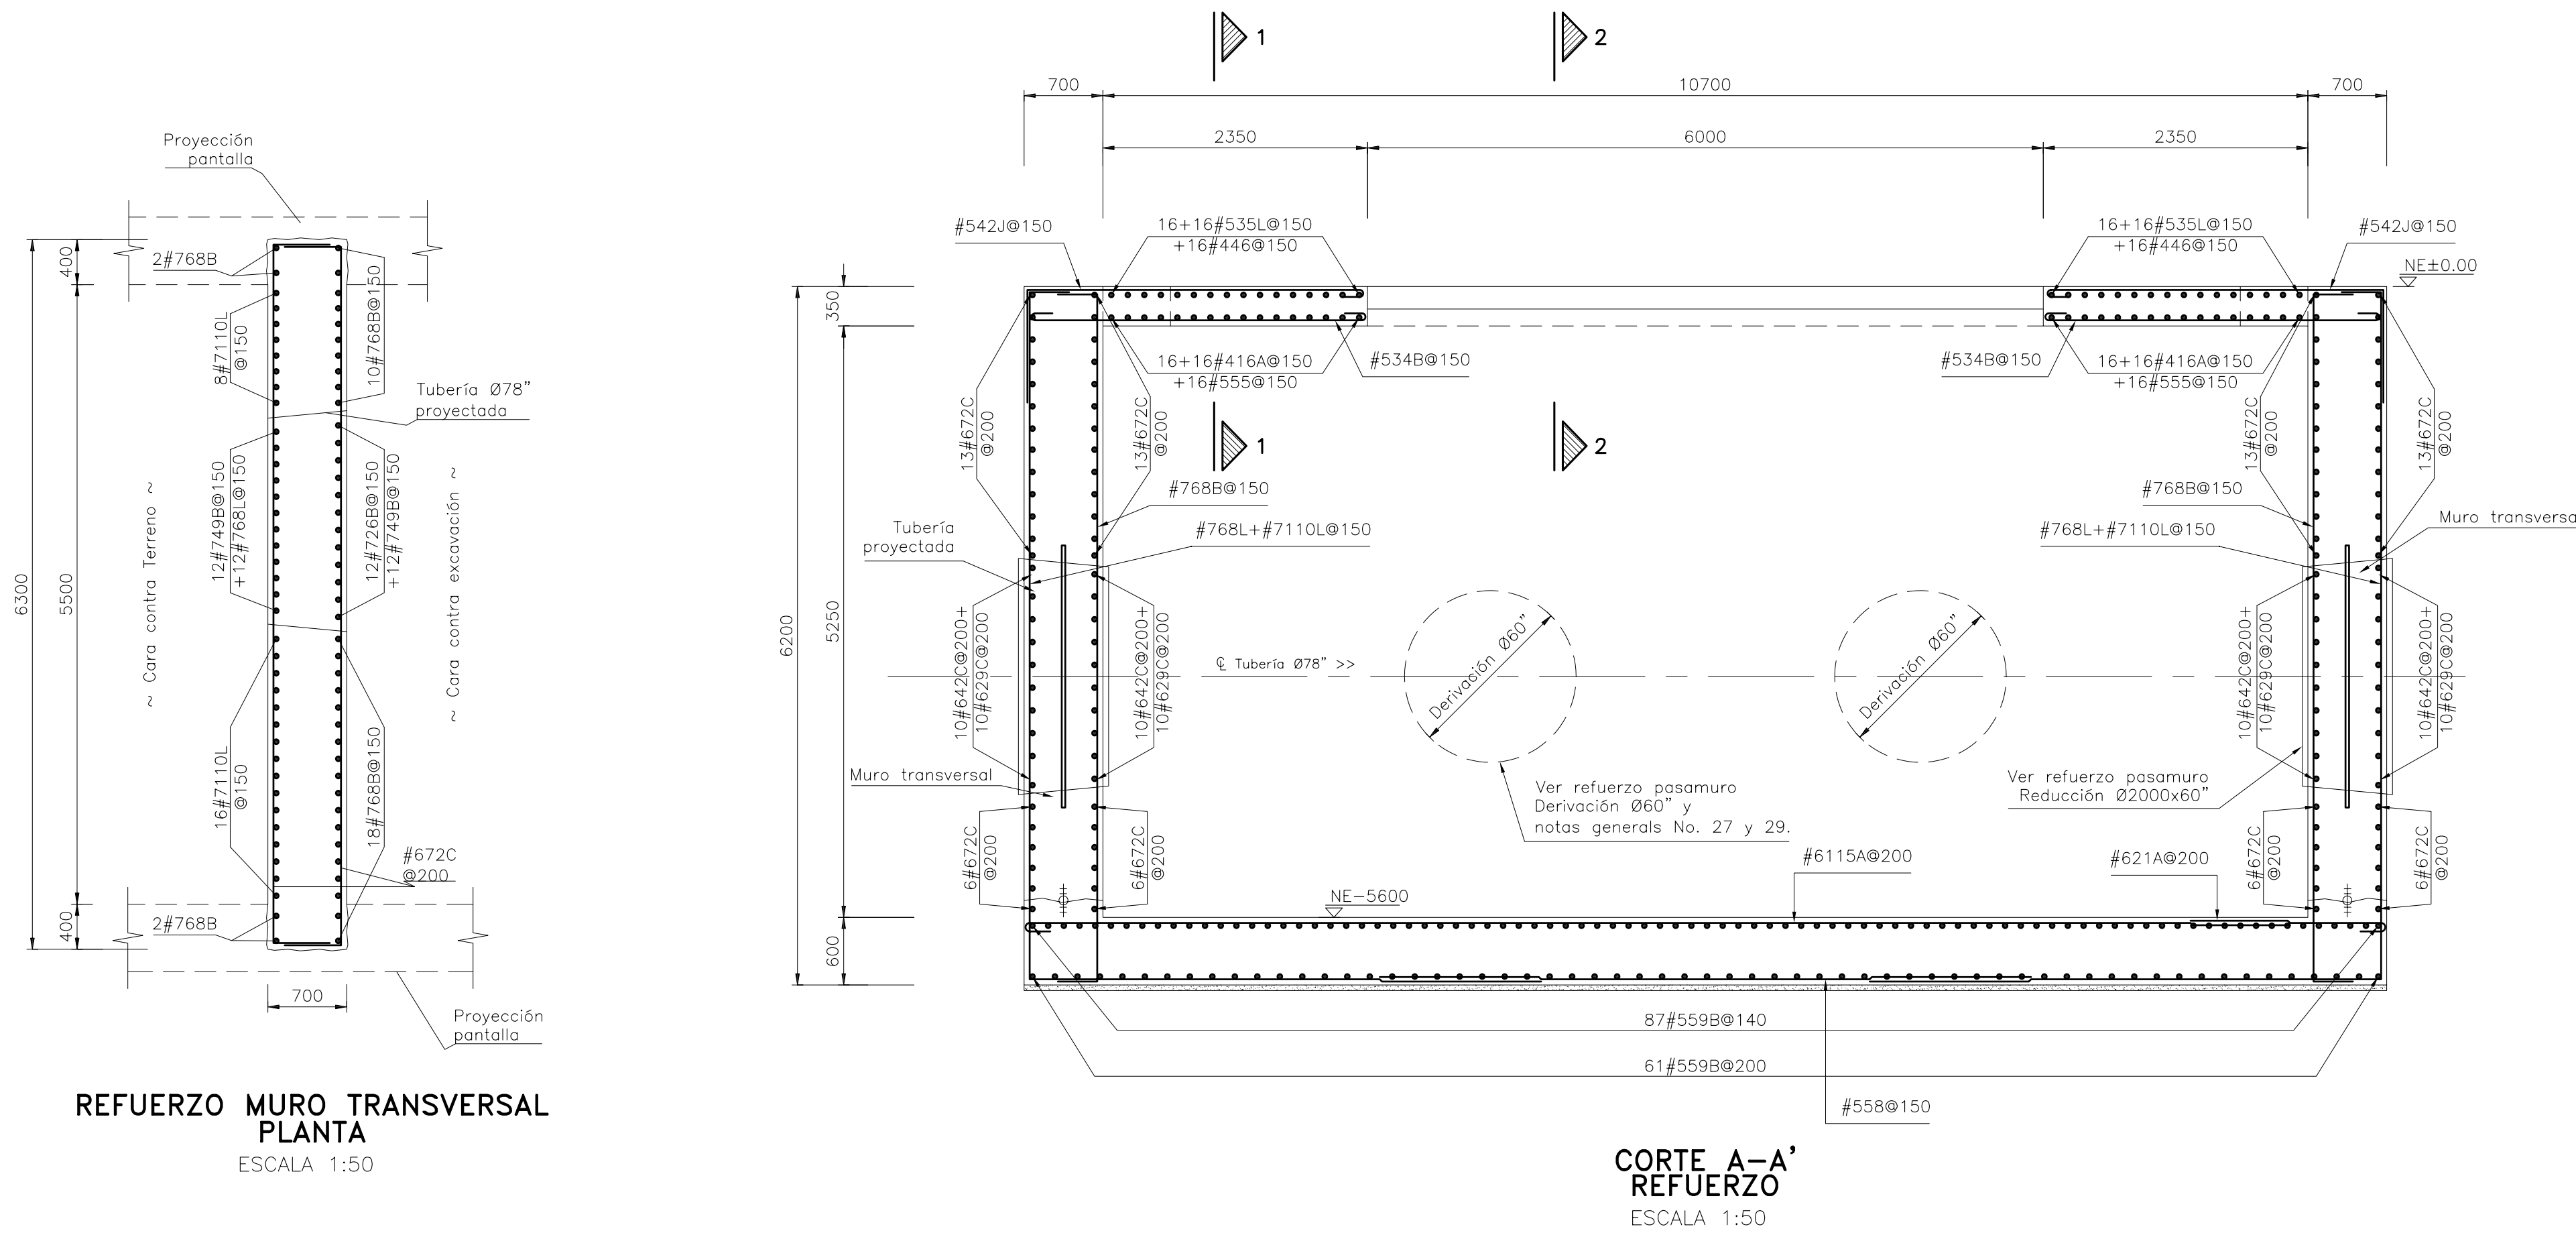 Proyección
pantalla
400
2#768B
8#7110L
@150
10#768B@150
Tubería Ø78"
proyectada
6300
5500
~ Cara contra Terreno ~
12#749B@150
+12#768L@150
12#726B@150
+12#749B@150
~ Cara contra excavación ~
16#7110L
@150
18#768B@150
#672C
@200
400
2#768B
700
Proyección
pantalla
REFUERZO MURO TRANSVERSAL
PLANTA
ESCALA 1:50
1
2
700
10700
700
2350
6000
2350
#542J@150
16+16#535L@150
+16#446@150
16+16#535L@150
+16#446@150
#542J@150
NE±0.00
350
16+16#416A@150
+16#555@150
#534B@150
#534B@150
16+16#416A@150
+16#555@150
13#672C
@200
13#672C
@200
1
2
13#672C
@200
13#672C
@200
#768B@150
#768B@150
Tubería
proyectada
#768L+#7110L@150
#768L+#7110L@150
Muro transversa
6200
5250
10#642C@200+
10#629C@200
10#642C@200+
10#629C@200
℄ Tubería Ø78" >>
Derivación Ø60"
Derivación Ø60"
10#642C@200+
10#629C@200
10#642C@200+
10#629C@200
Muro transversal
Ver refuerzo pasamuro
Derivación Ø60" y
notas generals No. 27 y 29.
Ver refuerzo pasamuro
Reducción Ø2000x60"
6#672C
@200
6#672C
@200
#6115A@200
#621A@200
6#672C
@200
6#672C
@200
NE-5600
600
87#559B@140
61#559B@200
#558@150
CORTE A-A'
REFUERZO
ESCALA 1:50